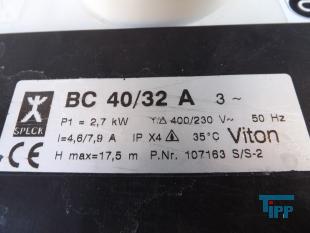 BC 40/32 A 3 ~
SPECK
P1 = 2,7 kW Y/△ 400/230 V~ 50 Hz
I=4,6/7,9 A IP X4 35°C Viton
CE
H max=17,5 m P.Nr. 107163 S/S-2
TIPP